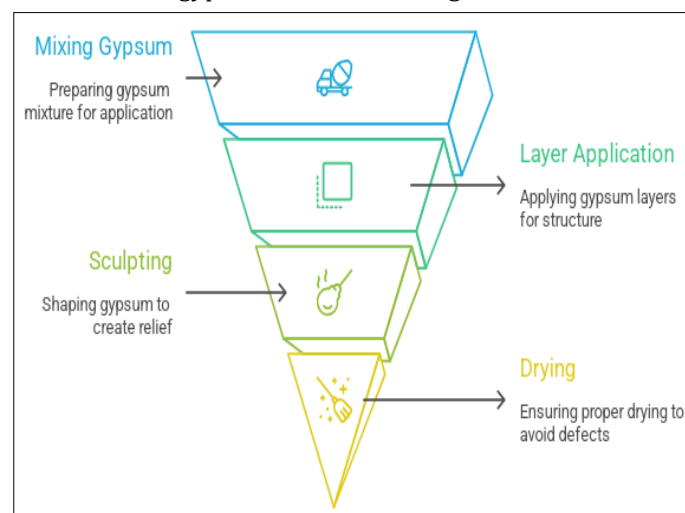 Mixing Gypsum
Preparing gypsum
mixture for application
Layer Application
Applying gypsum layers
for structure
Sculpting
Shaping gypsum to
create relief
Drying
Ensuring proper drying to
avoid defects